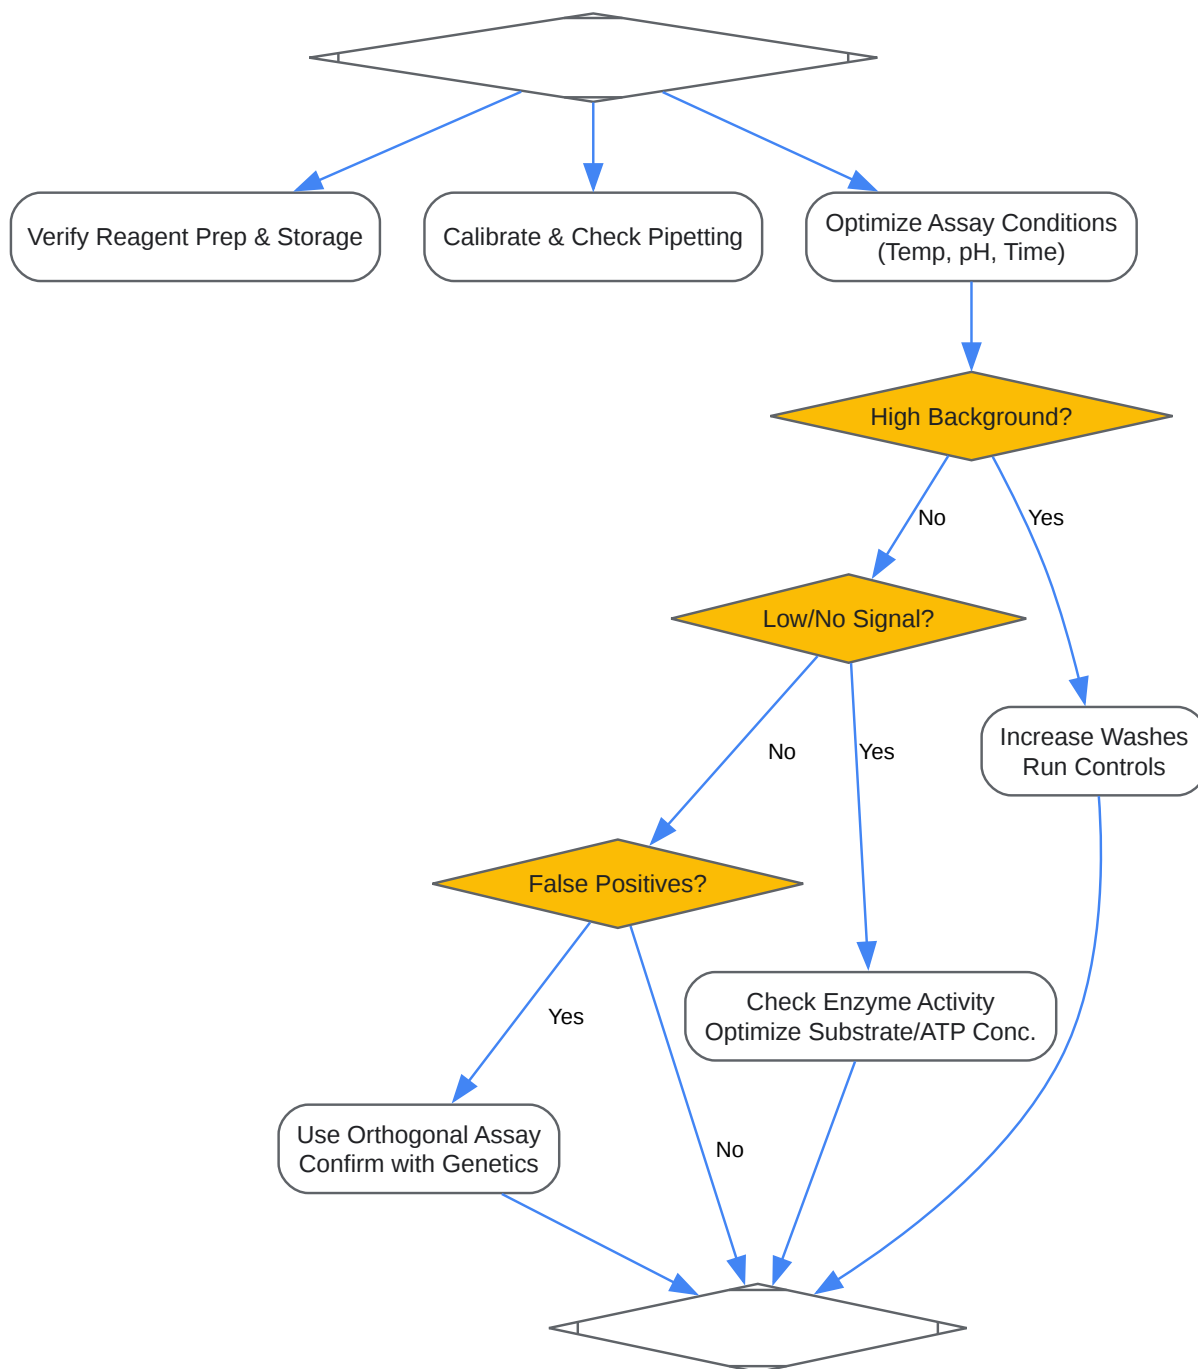 Verify Reagent Prep & Storage
Calibrate & Check Pipetting
Optimize Assay Conditions
(Temp, pH, Time)
High Background?
No
Yes
Low/No Signal?
No
Yes
Increase Washes
Run Controls
False Positives?
Yes
No
Check Enzyme Activity
Optimize Substrate/ATP Conc.
Use Orthogonal Assay
Confirm with Genetics